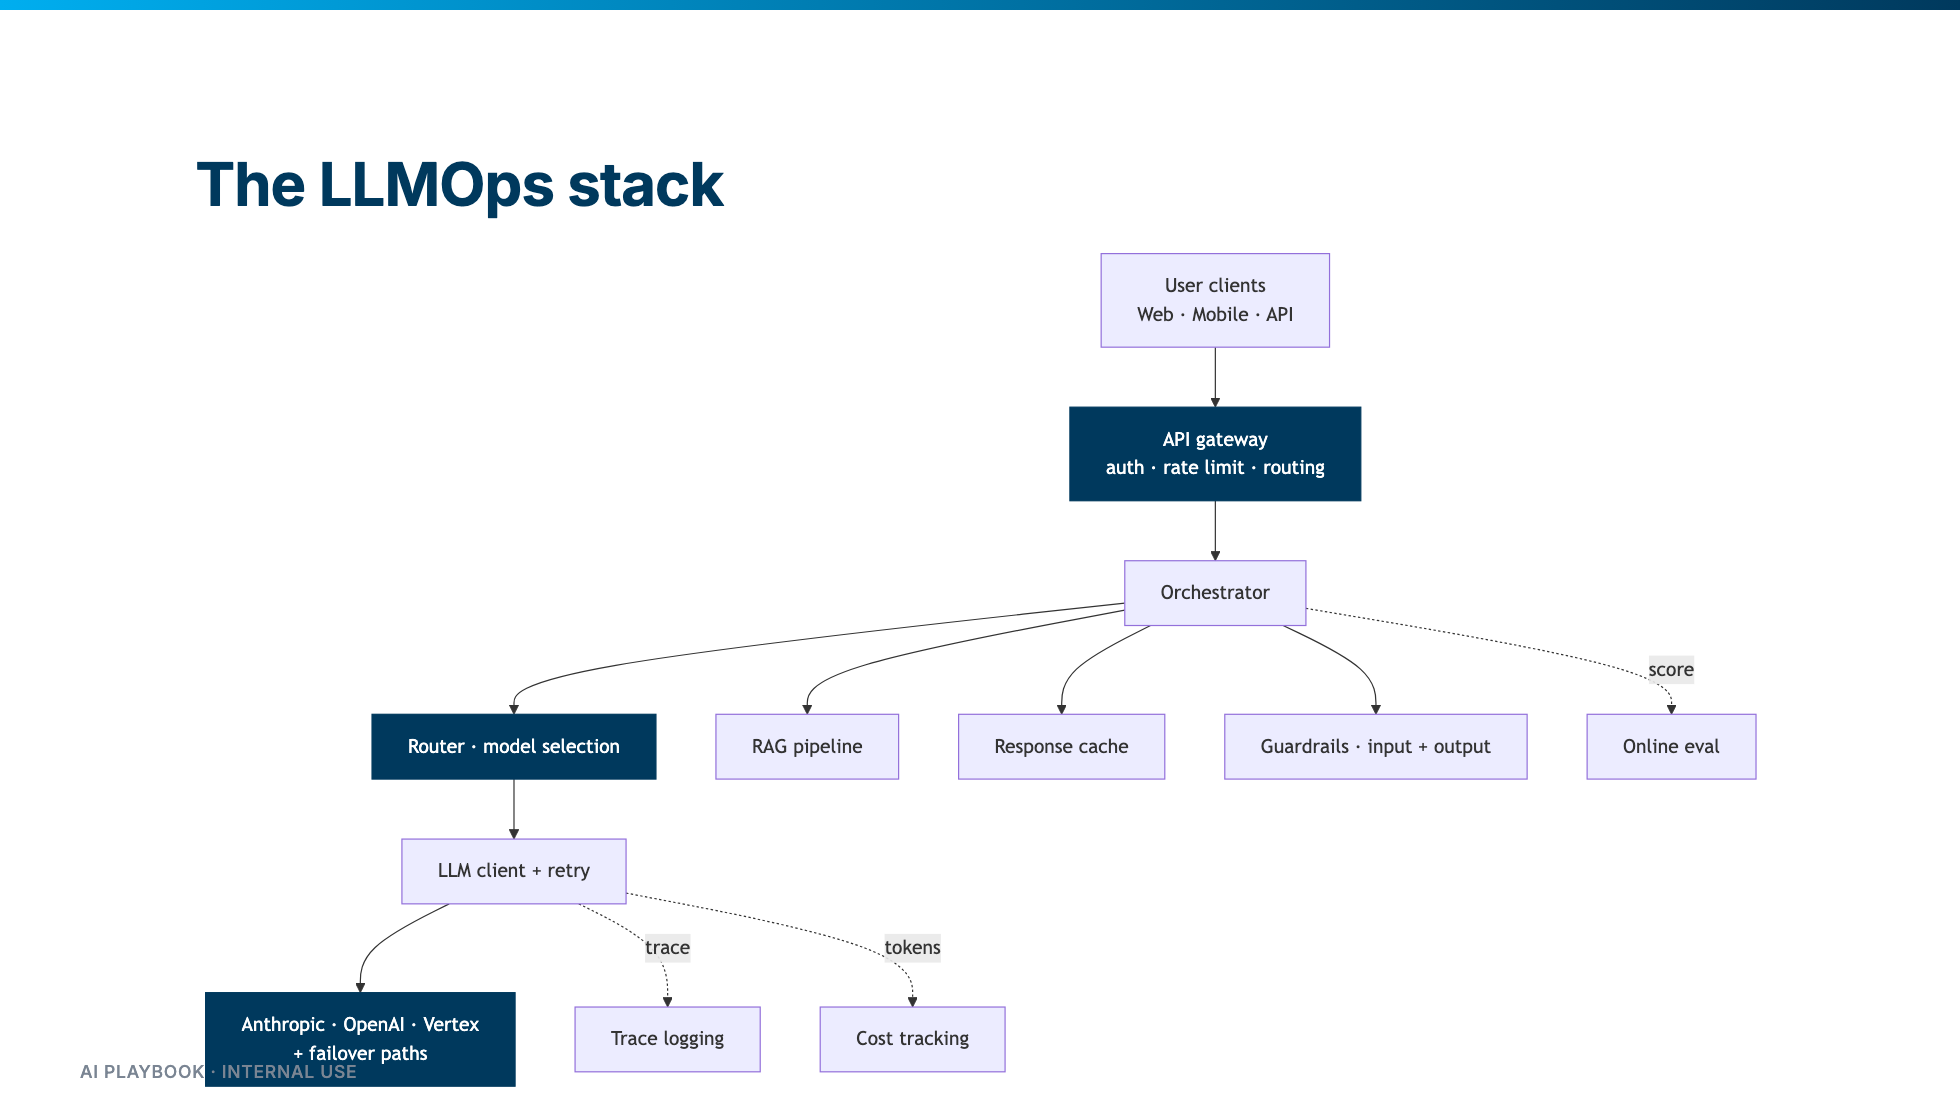 The LLMOps stack
User clients
Web · Mobile · API
API gateway
auth · rate limit · routing
Orchestrator
score
Router · model selection
RAG pipeline
Response cache
Guardrails · input + output
Online eval
LLM client + retry
trace
tokens
Anthropic · OpenAI · Vertex
+ failover paths
Trace logging
Cost tracking
AI PLAYBOOK · INTERNAL USE